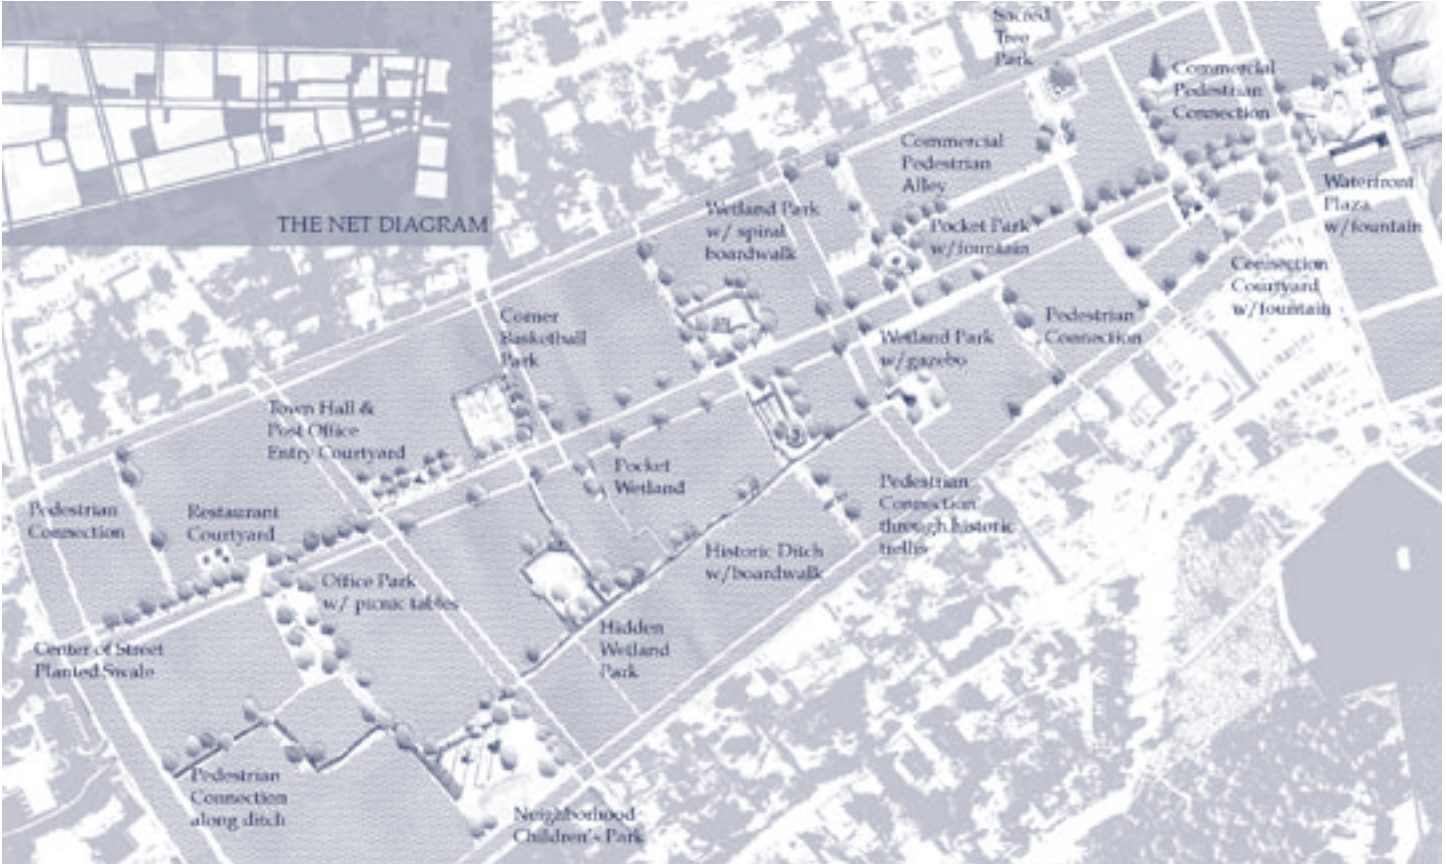 THE NET DIAGRAM
Sacred
Tree
Park
Commercial
Pedestrian
Connection
Commercial
Pedestrian
Alley
Waterfront
Plaza
w/fountain
Wetland Park
w/ spiral
boardwalk
Pocket Park
w/fountain
Connection
Courtyard
w/fountain
Corner
Basketball
Park
Pedestrian
Connection
Wetland Park
w/gazebo
Town Hall &
Post Office
Entry Courtyard
Pocket
Wetland
Pedestrian
Connection
through historic
trellis
Pedestrian
Connection
Restaurant
Courtyard
Historic Ditch
w/boardwalk
Office Park
w/ picnic tables
Hidden
Wetland
Park
Center of Street
Planted Swale
Pedestrian
Connection
along ditch
Neighborhood
Children's Park